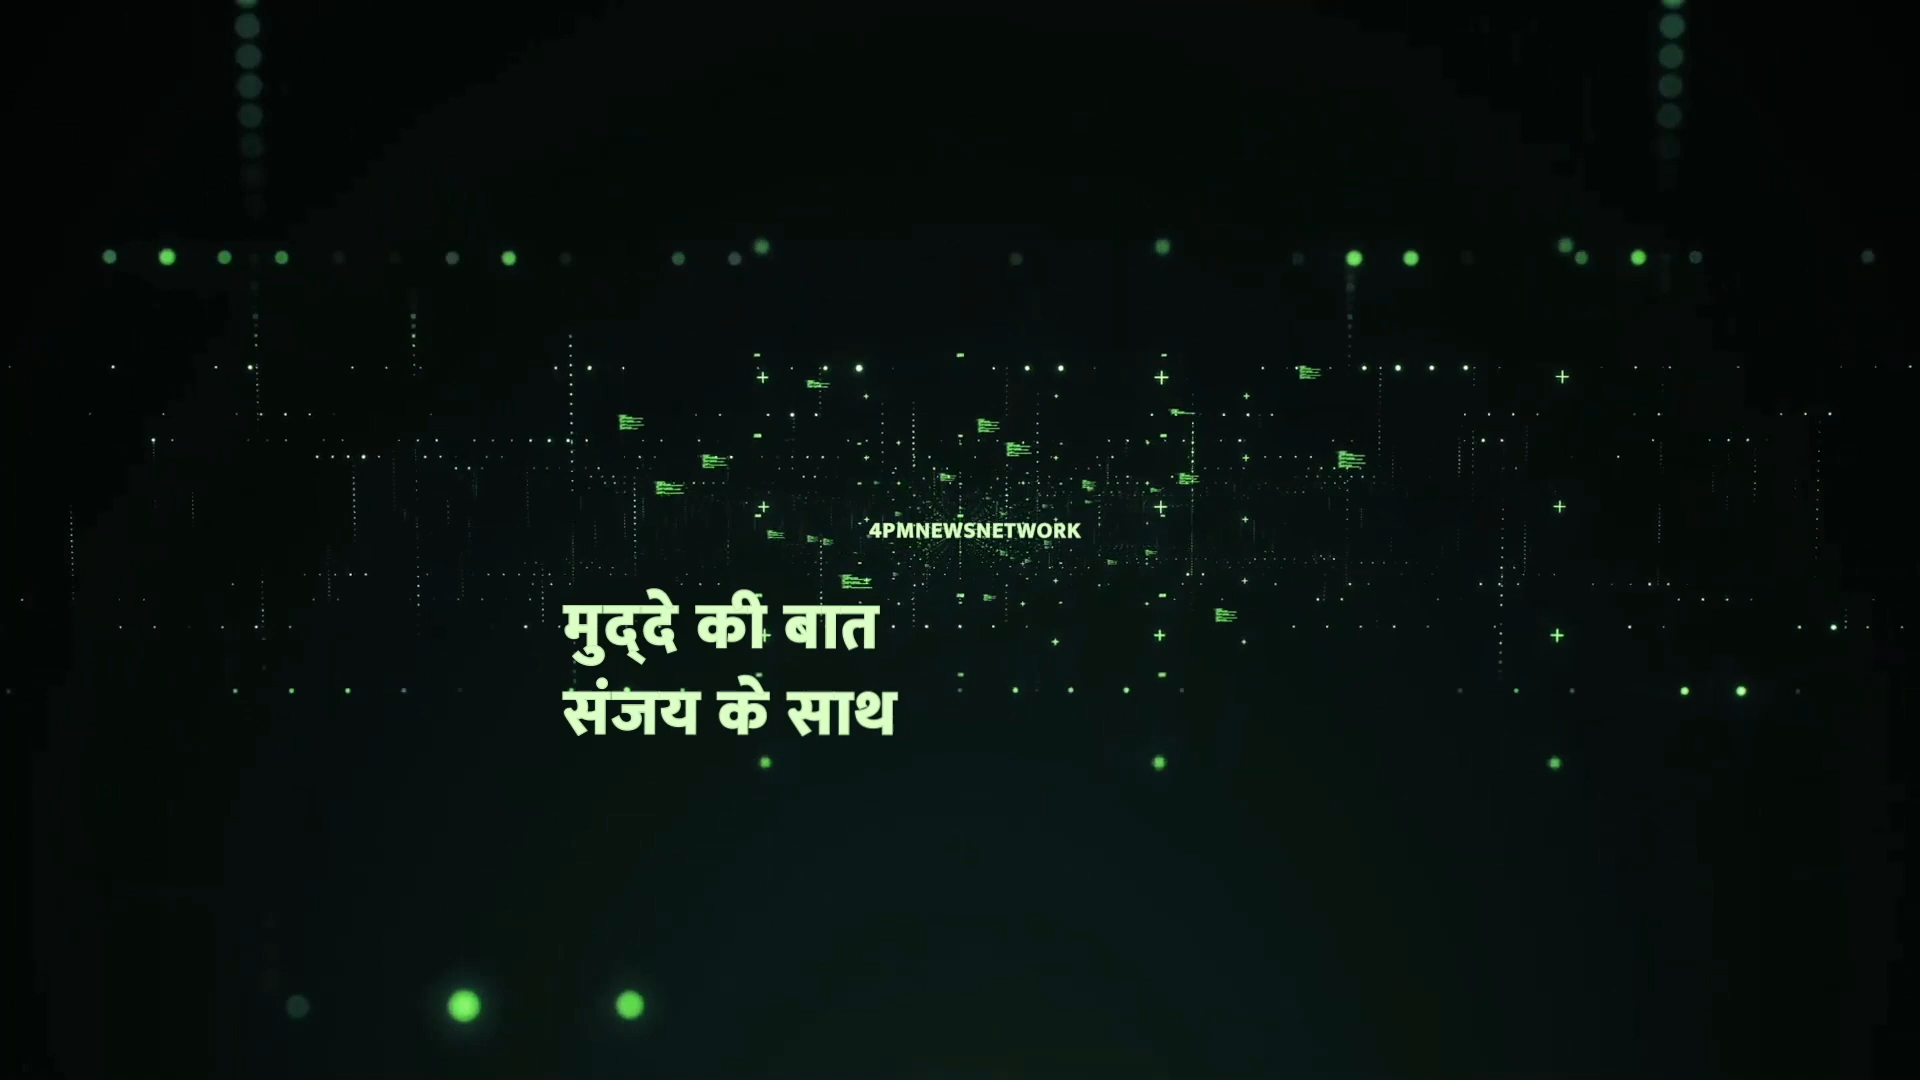 4PMNEWSNETWORK
मुद्‌दे की बात
संजय के साथ